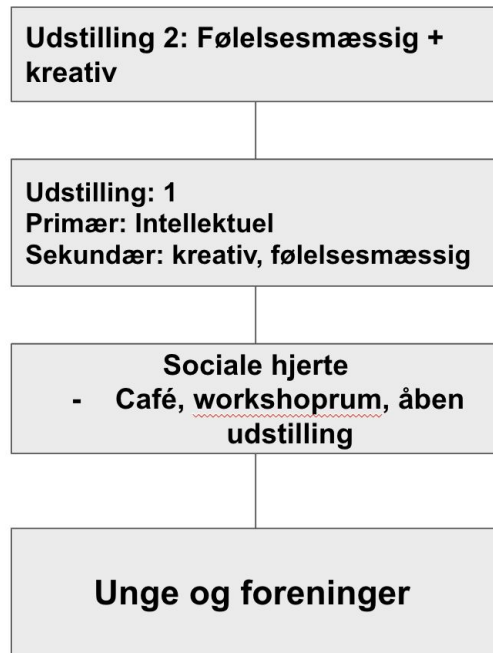 Udstilling 2: Følelsesmæssig +
kreativ
Udstilling: 1
Primær: Intellektuel
Sekundær: kreativ, følelsesmæssig
Sociale hjerte
- Café, workshoprum, åben
udstilling
Unge og foreninger